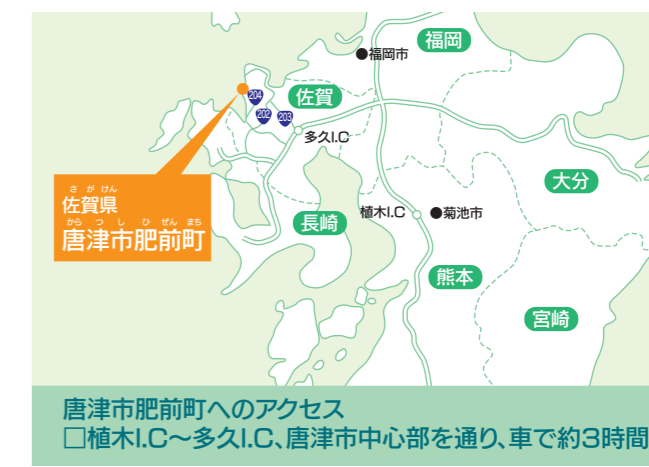 福岡
●福岡市
204
佐賀
202
203
多久I.C
大分
さがけん
佐賀県
からつしひぜんまち
唐津市肥前町
長崎
植木I.C
●菊池市
熊本
宮崎
唐津市肥前町へのアクセス
□植木I.C〜多久I.C、唐津市中心部を通り、車で約3時間